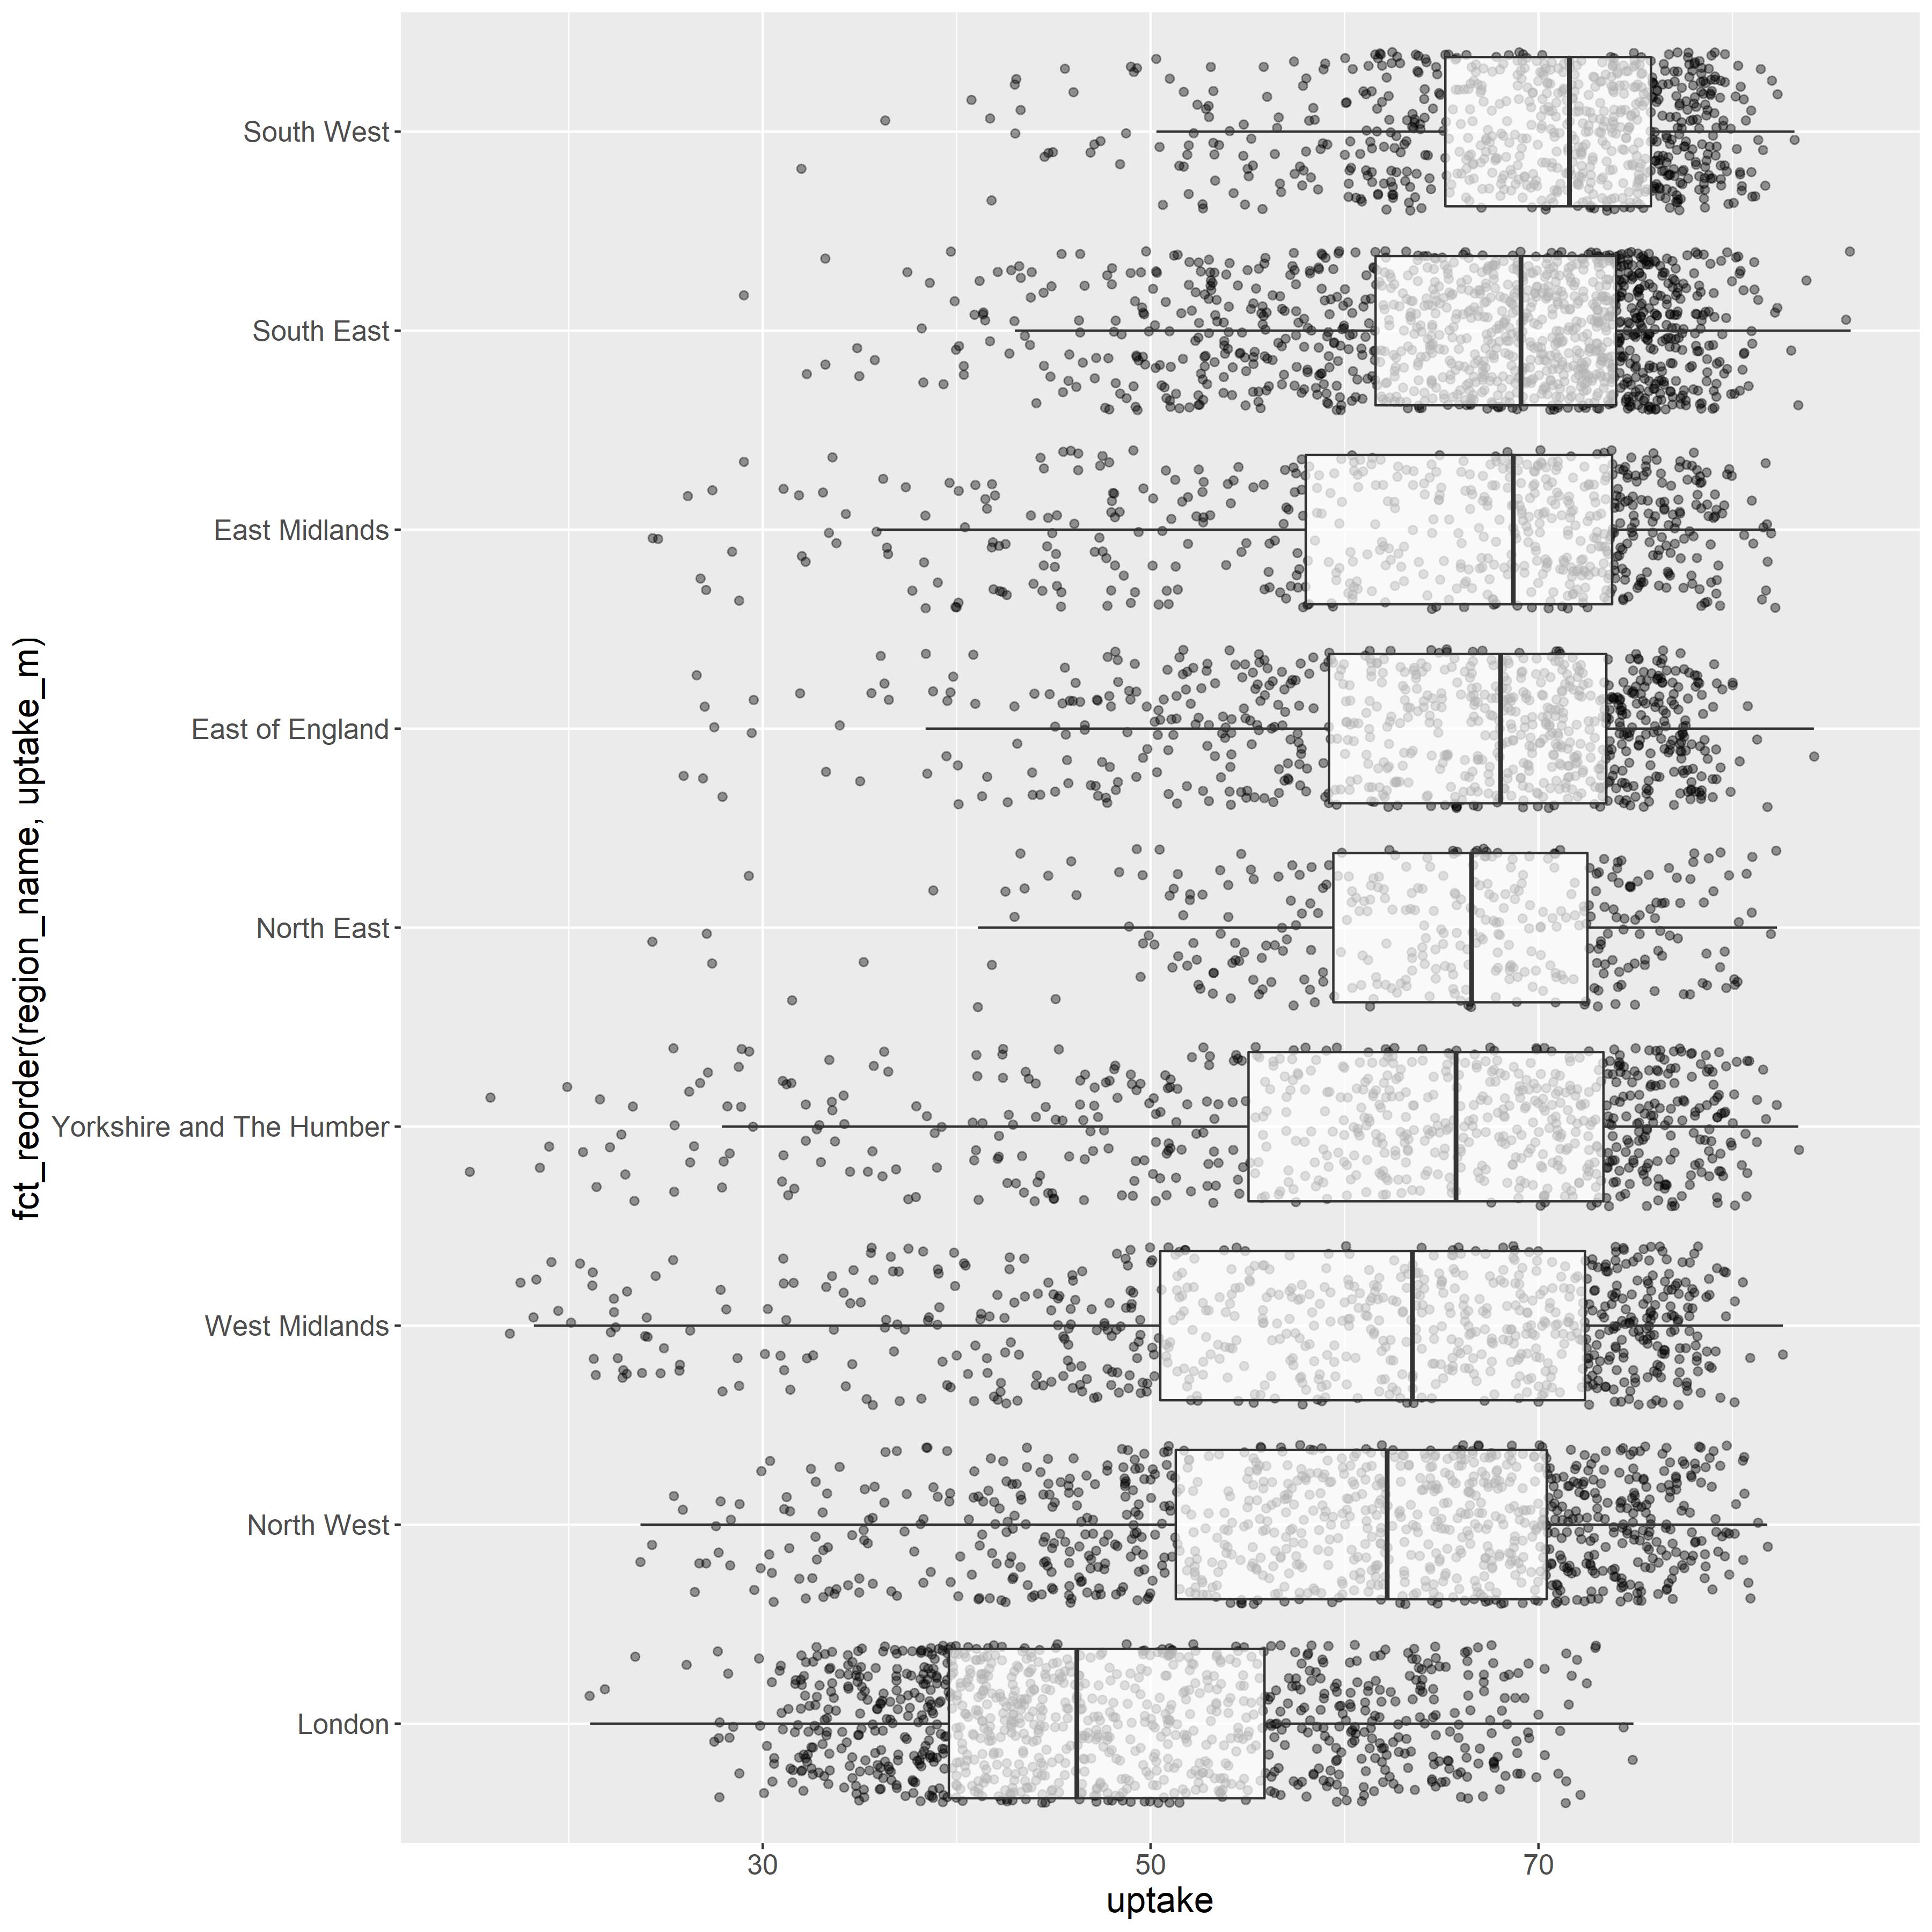 fct_reorder(region_name, uptake_m)
South West
South East
East Midlands
East of England
North East
Yorkshire and The Humber
West Midlands
North West
London
30 50 70
uptake